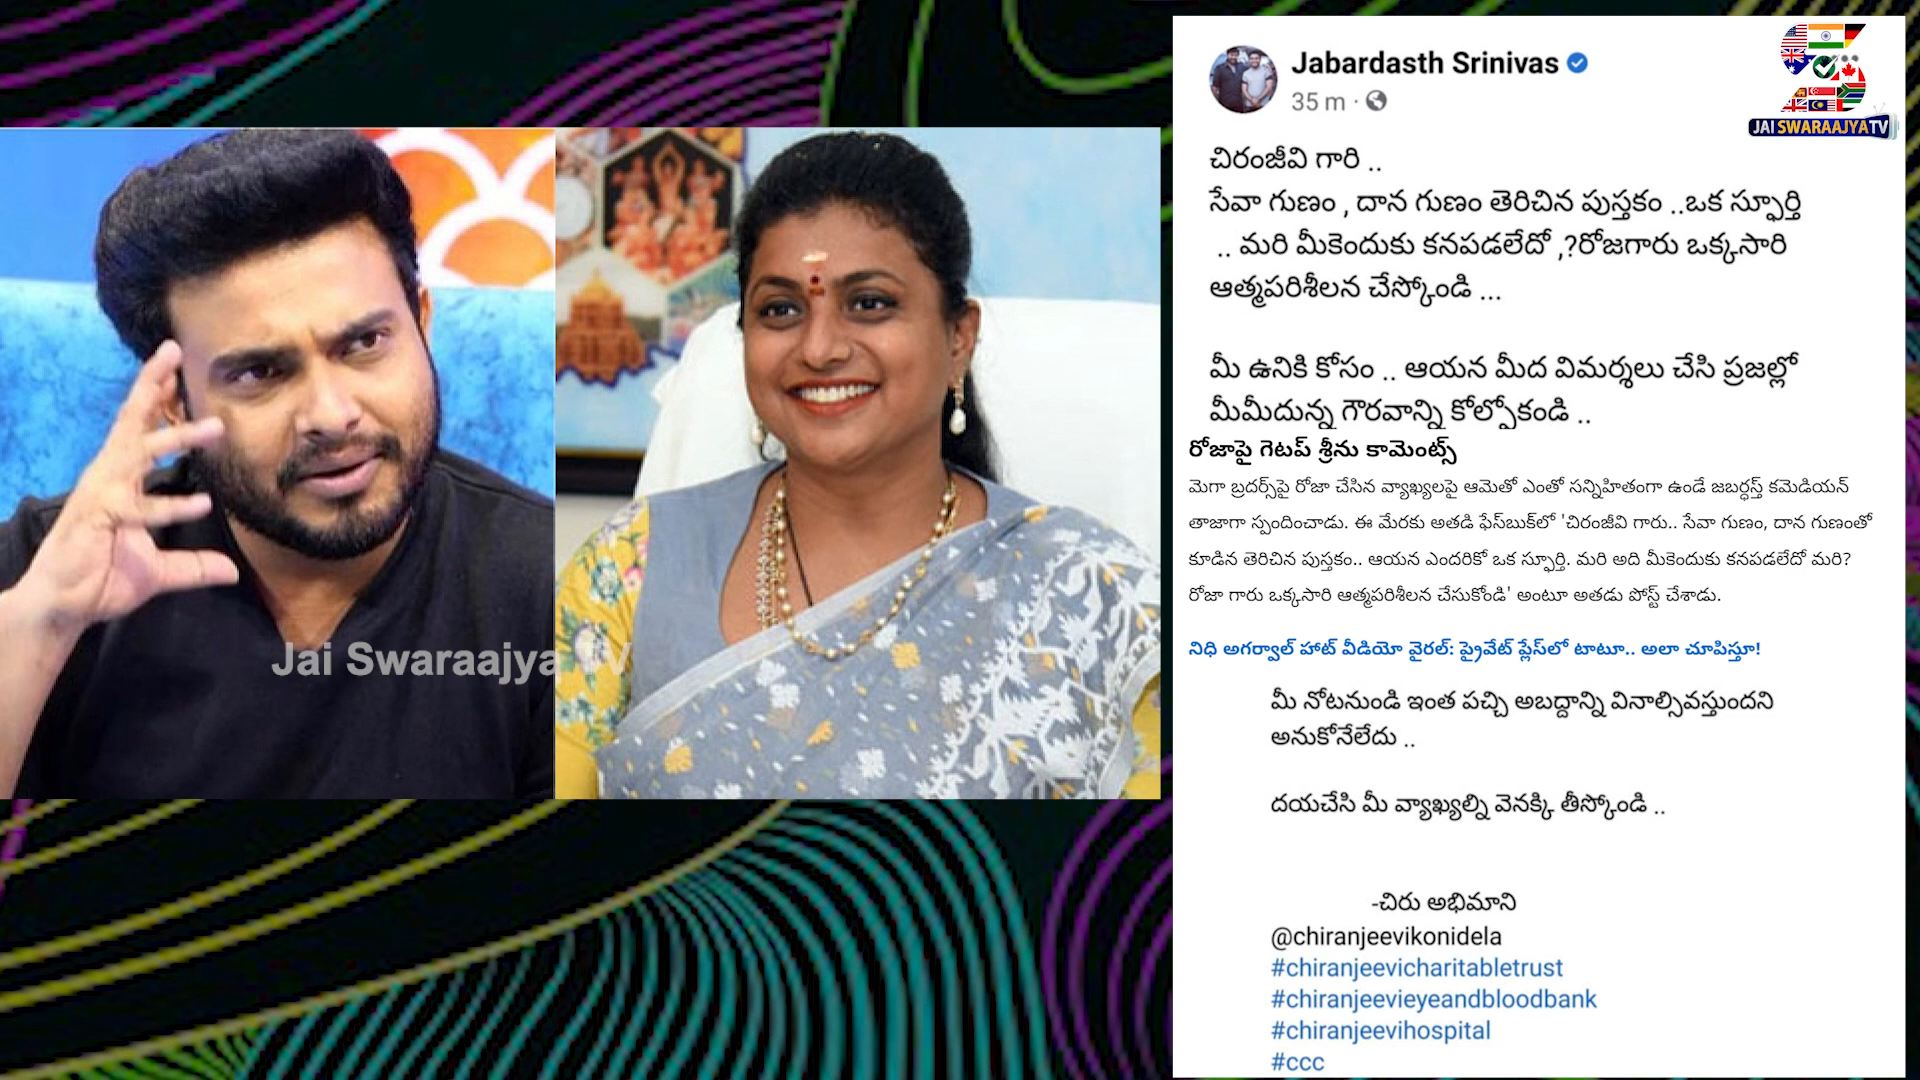 Jabardasth Srinivas
35 m ·
JAI SWARAAJYA TV
చిరంజీవి గారి ..
సేవా గుణం , దాన గుణం తెరిచిన పుస్తకం ..ఒక స్ఫూర్తి
.. మరి మీకెందుకు కనపడలేదో ,?రోజగారు ఒక్కసారి
ఆత్మపరిశీలన చేస్కోండి ...
మీ ఉనికి కోసం .. ఆయన మీద విమర్శలు చేసి ప్రజల్లో
మీమీదున్న గౌరవాన్ని కోల్పోకండి ..
రోజాపై గెటప్ శ్రీను కామెంట్స్
మెగా బ్రదర్స్‌పై రోజా చేసిన వ్యాఖ్యలపై ఆమెతో ఎంతో సన్నిహితంగా ఉండే జబర్ధస్త్ కమెడియన్
తాజాగా స్పందించాడు. ఈ మేరకు అతడి ఫేస్‌బుక్‌లో 'చిరంజీవి గారు.. సేవా గుణం, దాన గుణంతో
కూడిన తెరిచిన పుస్తకం.. ఆయన ఎందరికో ఒక స్ఫూర్తి. మరి అది మీకెందుకు కనపడలేదో మరి?
రోజా గారు ఒక్కసారి ఆత్మపరిశీలన చేసుకోండి' అంటూ అతడు పోస్ట్ చేశాడు.
నిధి అగర్వాల్ హాట్ వీడియో వైరల్: ప్రైవేట్ ప్లేస్‌లో టాటూ.. అలా చూపిస్తూ!
మీ నోటనుండి ఇంత పచ్చి అబద్దాన్ని వినాల్సివస్తుందని
అనుకోనేలేదు ..
దయచేసి మీ వ్యాఖ్యల్ని వెనక్కి తీస్కోండి ..
-చిరు అభిమాని
@chiranjeevikonidela
#chiranjeevicharitabletrust
#chiranjeevieyeandbloodbank
#chiranjeevihospital
#ccc
Jai Swaraajya TV